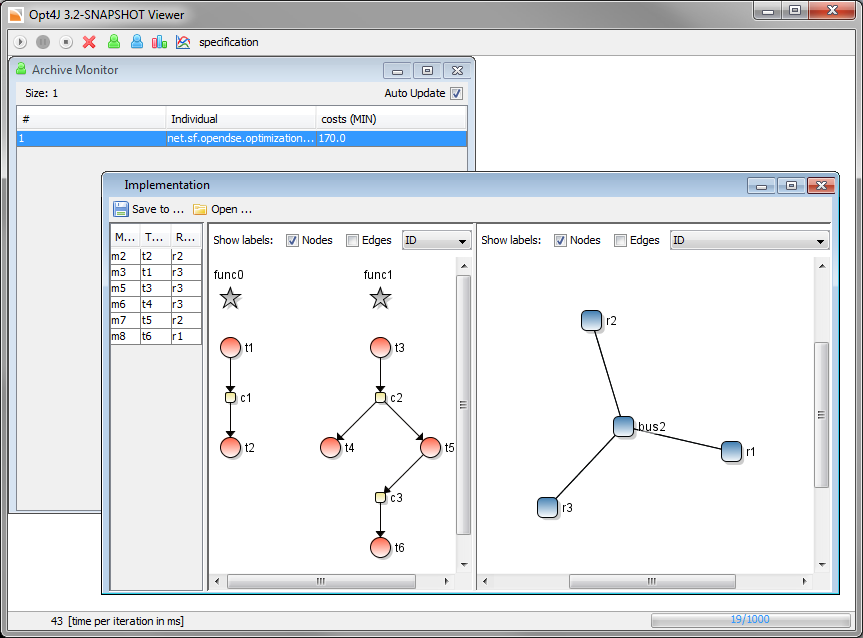 Opt4J 3.2-SNAPSHOT Viewer
specification
Archive Monitor
Size: 1
Auto Update
# Individual costs (MIN)
1 net.sf.opendse.optimization... 170.0
Implementation
Save to ... Open ...
M... T... R...
m2 t2 r2
m3 t1 r3
m5 t3 r3
m6 t4 r3
m7 t5 r2
m8 t6 r1
Show labels: Nodes Edges ID
func0 func1
t1 t3
c1 c2
t2 t4 t5
c3
t6
Show labels: Nodes Edges ID
r2
bus2
r1
r3
43 [time per iteration in ms]
19/1000